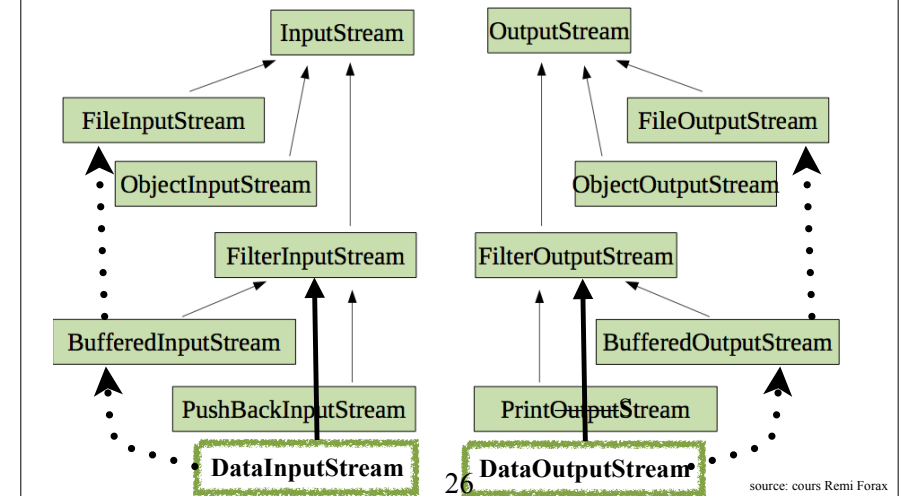 InputStream
OutputStream
FileInputStream
FileOutputStream
ObjectInputStream
ObjectOutputStream
FilterInputStream
FilterOutputStream
BufferedInputStream
BufferedOutputStream
PushBackInputStream
PrintOutputStream
DataInputStream
26
DataOutputStream
source: cours Remi Forax